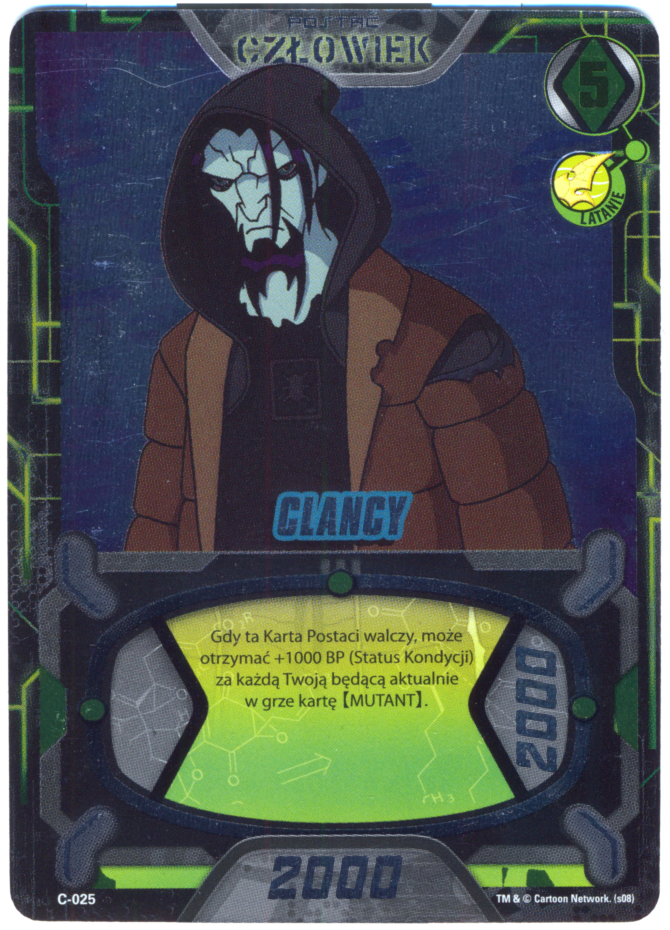 POSTAĆ
CZŁOWIEK
5
LATANIE
CLANCY
Gdy ta Karta Postaci walczy, może
otrzymać +1000 BP (Status Kondycji)
za każdą Twoją będącą aktualnie
w grze kartę【MUTANT】.
2000
R
O
O
O
O
CH3
2000
C-025
TM & © Cartoon Network. (s08)